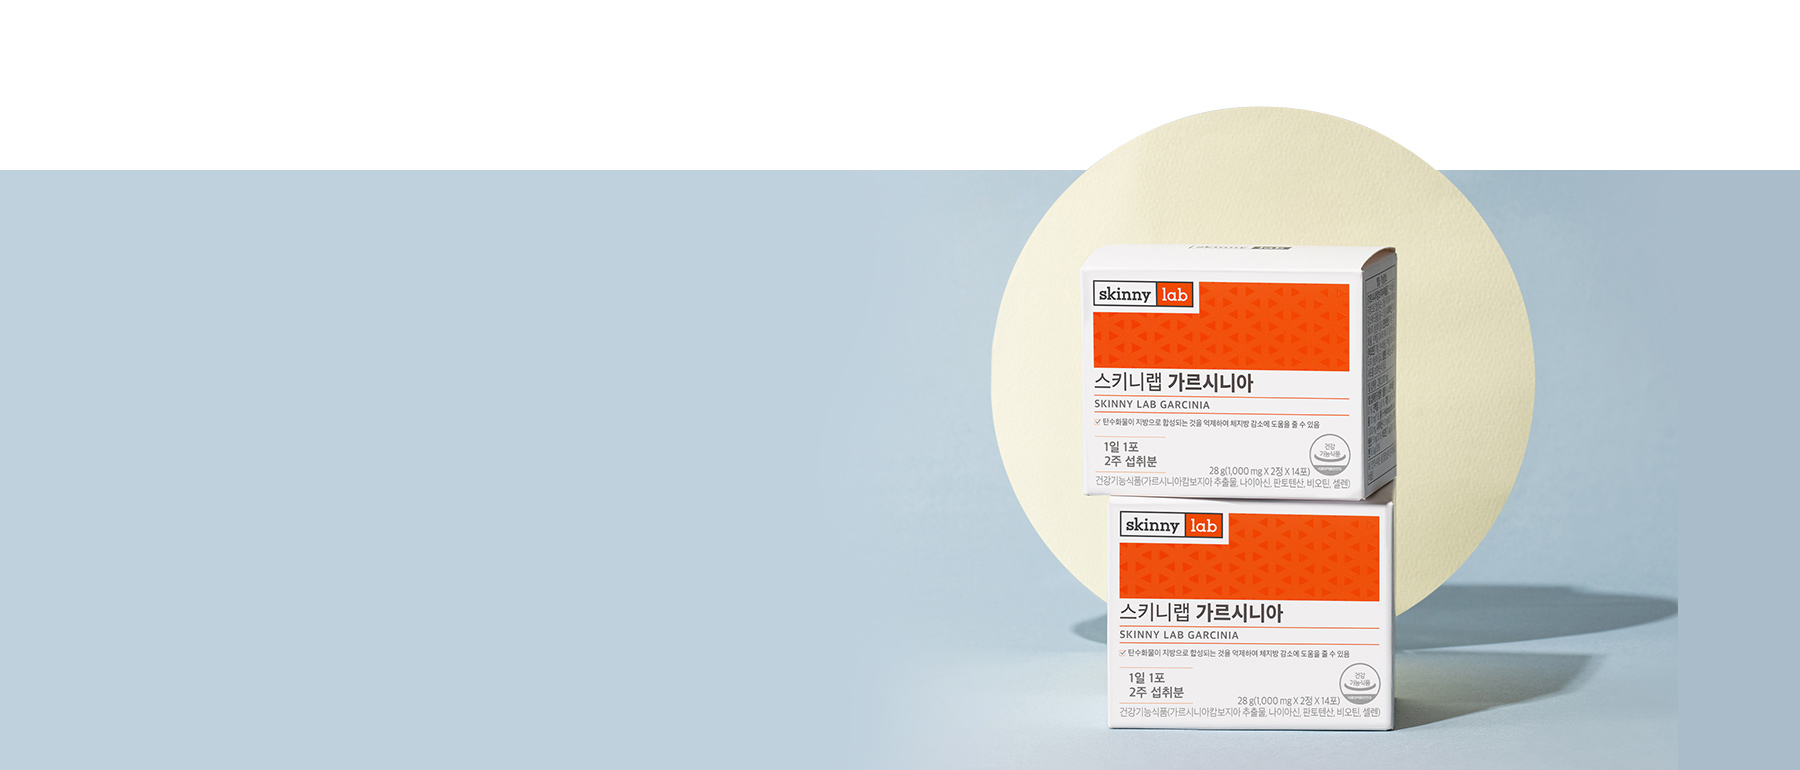 skinny lab
스키니랩 가르시니아
SKINNY LAB GARCINIA
탄수화물이 지방으로 합성되는 것을 억제하여 체지방 감소에 도움을 줄 수 있음
1일 1포
2주 섭취분
건강
기능식품
28 g(1,000 mg X 2정 X 14포)
건강기능식품(가르시니아캄보지아 추출물, 나이아신, 판토텐산, 비오틴, 셀렌)
skinny lab
스키니랩 가르시니아
SKINNY LAB GARCINIA
탄수화물이 지방으로 합성되는 것을 억제하여 체지방 감소에 도움을 줄 수 있음
1일 1포
2주 섭취분
건강
기능식품
28 g(1,000 mg X 2정 X 14포)
건강기능식품(가르시니아캄보지아 추출물, 나이아신, 판토텐산, 비오틴, 셀렌)